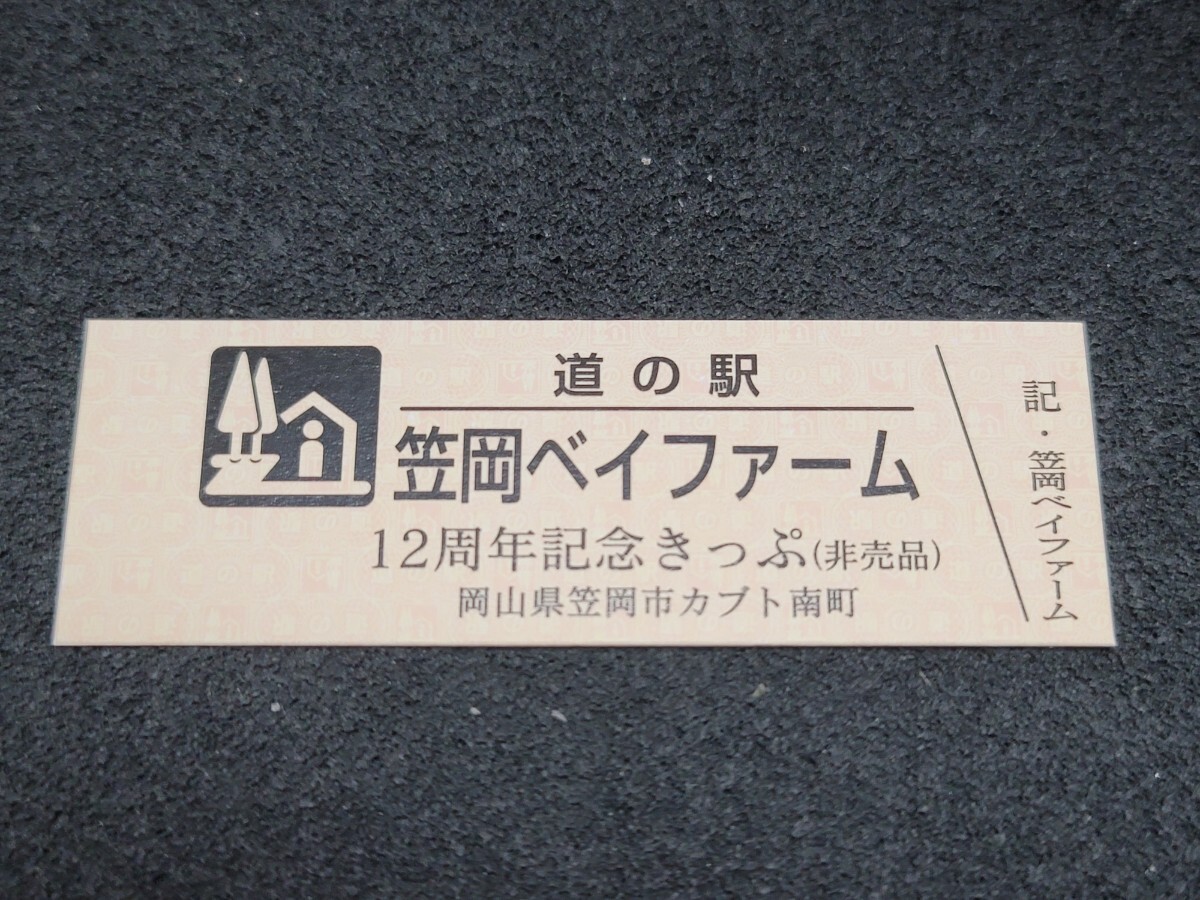 道の駅
笠岡ベイファーム
12周年記念きっぷ(非売品)
岡山県笠岡市カブト南町
記・笠岡ベイファーム